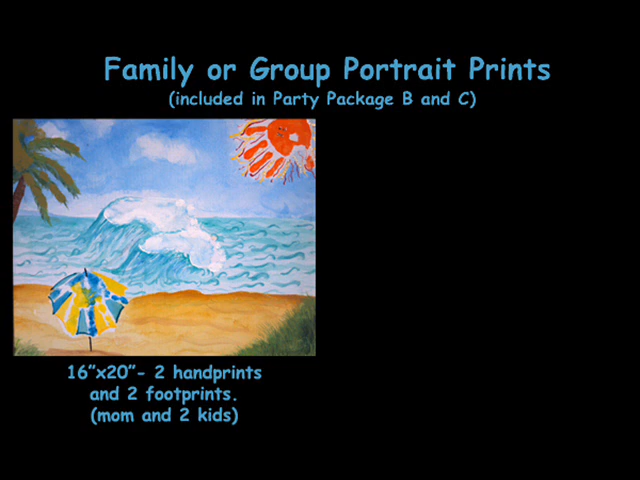 Family or Group Portrait Prints
(included in Party Package B and C)
16”x20”- 2 handprints
and 2 footprints.
(mom and 2 kids)